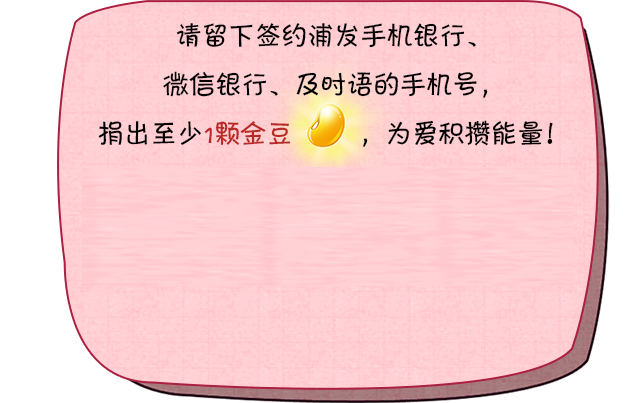 请留下签约浦发手机银行、
微信银行、及时语的手机号，
捐出至少1颗金豆，为爱积攒能量！